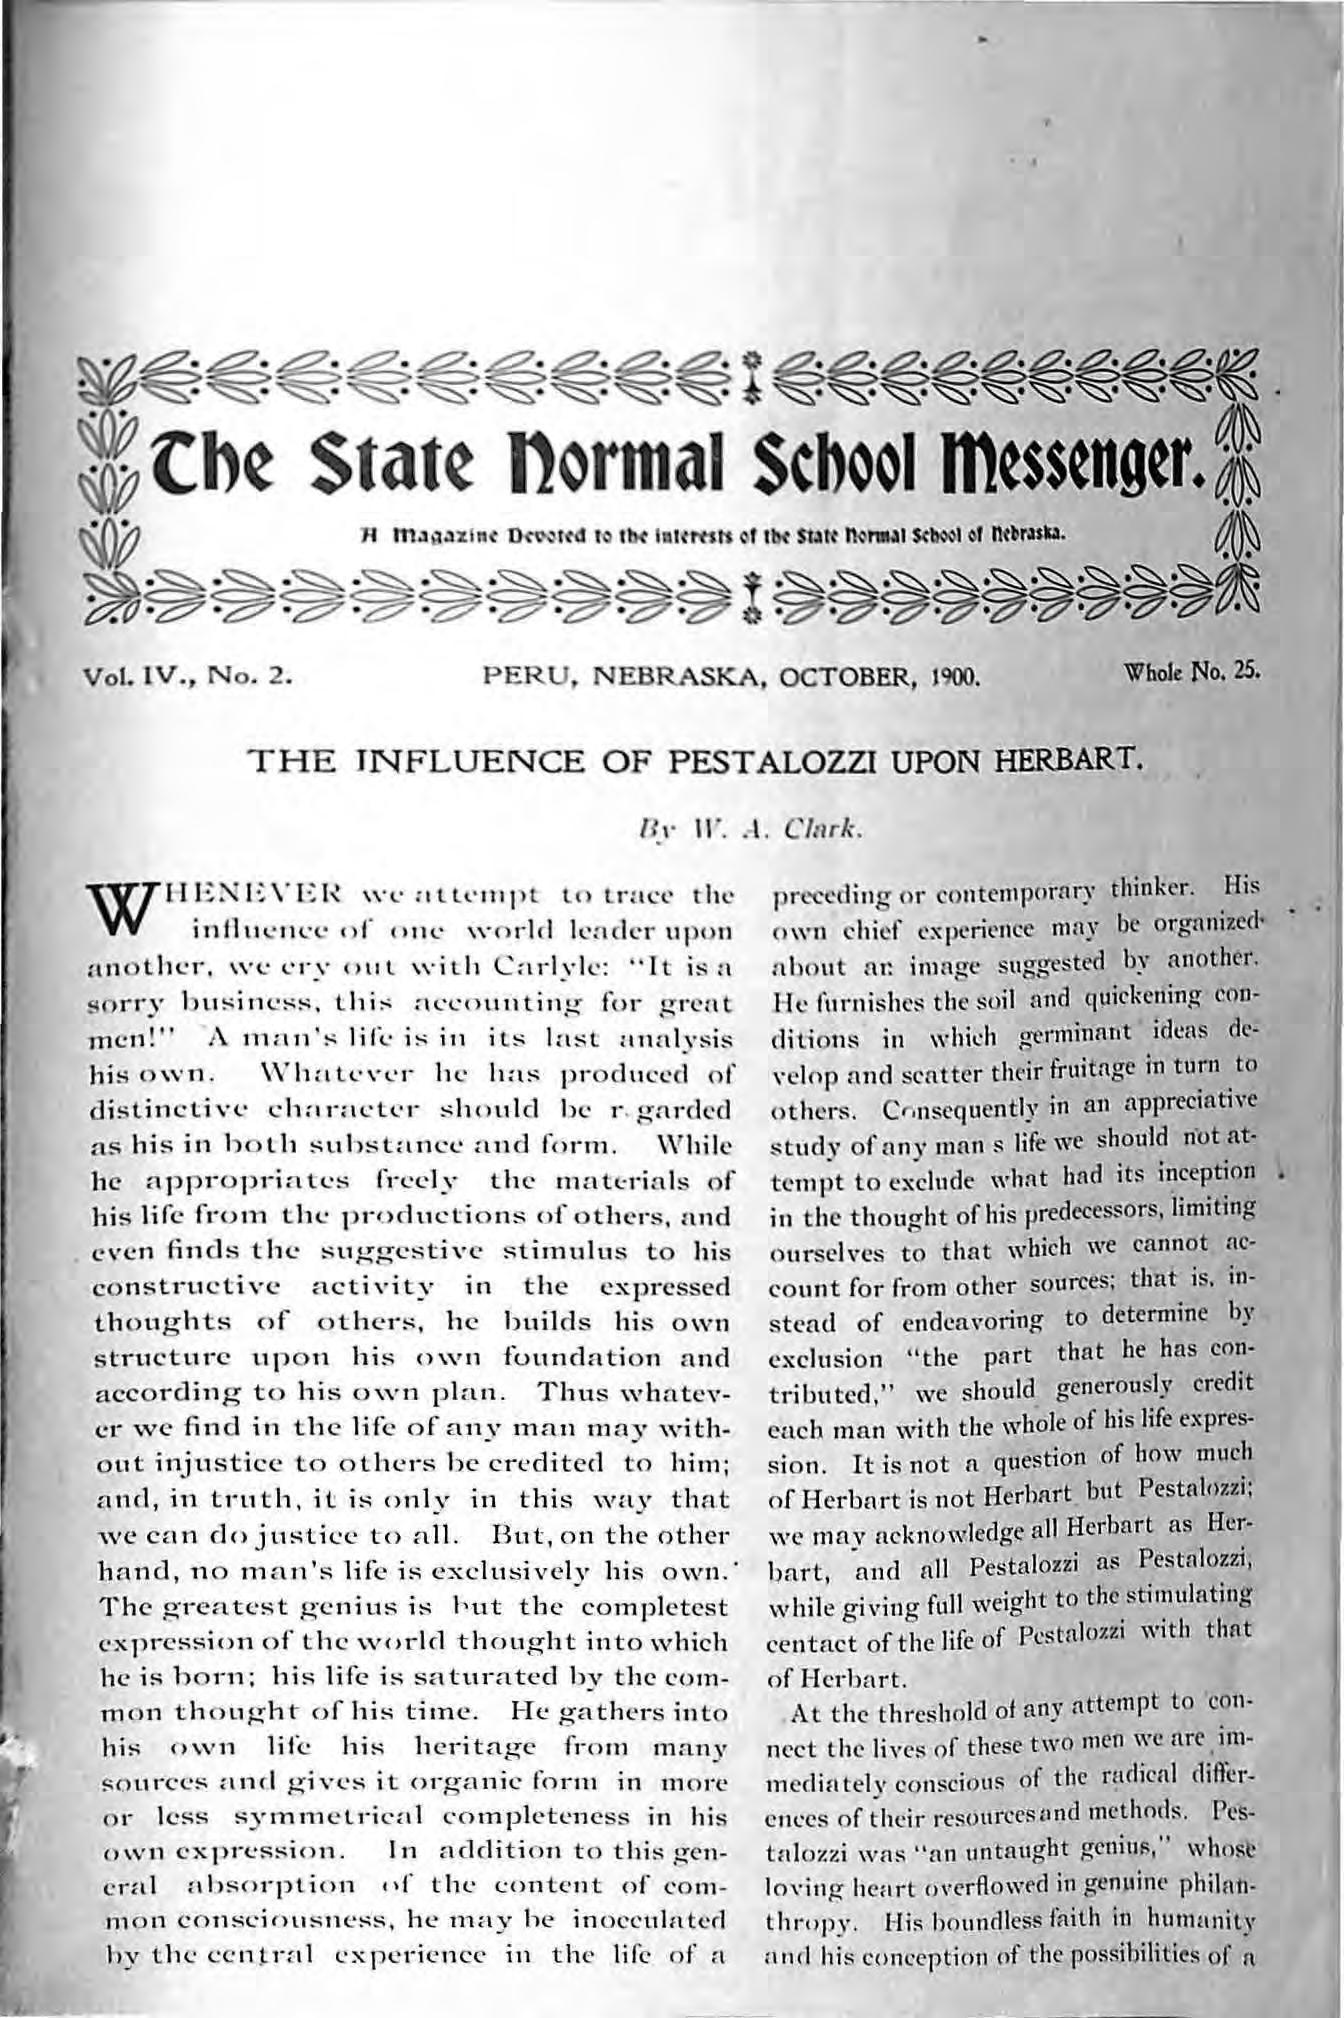 The State Normal School Messenger.
A Magazine Devoted to the interests of the State Normal School of Nebraska.
Vol. IV., No. 2.
PERU, NEBRASKA, OCTOBER, 1900.
Whole No. 25.
THE INFLUENCE OF PESTALOZZI UPON HERBART.
By W. A. Clark.
WHENEVER we attempt to trace the
influence of one world leader upon
another, we cry out with Carlyle: "It is a
sorry business, this accounting for great
men!" A man's life is in its last analysis
his own. Whatever he has produced of
distinctive character should be r garded
as his in both substance and form. While
he appropriates freely the materials of
his life from the productions of others, and
even finds the suggestive stimulus to his
constructive activity in the expressed
thoughts of others, he builds his own
structure upon his own foundation and
according to his own plan. Thus whatev-
er we find in the life of any man may with-
out injustice to others be credited to him;
and, in truth, it is only in this way that
we can do justice to all. But, on the other
hand, no man's life is exclusively his own.
The greatest genius is but the completest
expression of the world thought into which
he is born; his life is saturated by the com-
mon thought of his time. He gathers into
his own life his heritage from many
sources and gives it organic form in more
or less symmetrical completeness in his
own expression. In addition to this gen-
eral absorption of the content of com-
mon consciousness, he may be inoculated
by the central experience in the life of a
preceding or contemporary thinker. His
own chief experience may be organized
about an image suggested by another.
He furnishes the soil and quickening con-
ditions in which germinant ideas de-
velop and scatter their fruitage in turn to
others. Consequently in an appreciative
study of any man s life we should not at-
tempt to exclude what had its inception
in the thought of his predecessors, limiting
ourselves to that which we cannot ac-
count for from other sources; that is, in-
stead of endeavoring to determine by
exclusion "the part that he has con-
tributed," we should generously credit
each man with the whole of his life expres-
sion. It is not a question of how much
of Herbart is not Herbart but Pestalozzi;
we may acknowledge all Herbart as Her-
bart, and all Pestalozzi as Pestalozzi,
while giving full weight to the stimulating
centact of the life of Pestalozzi with that
of Herbart.
At the threshold of any attempt to con-
nect the lives of these two men we are im-
mediately conscious of the radical differ-
ences of their resources and methods. Pes-
talozzi was "an untaught genius," whose
loving heart overflowed in genuine philan-
thropy. His boundless faith in humanity
and his conception of the possibilities of a